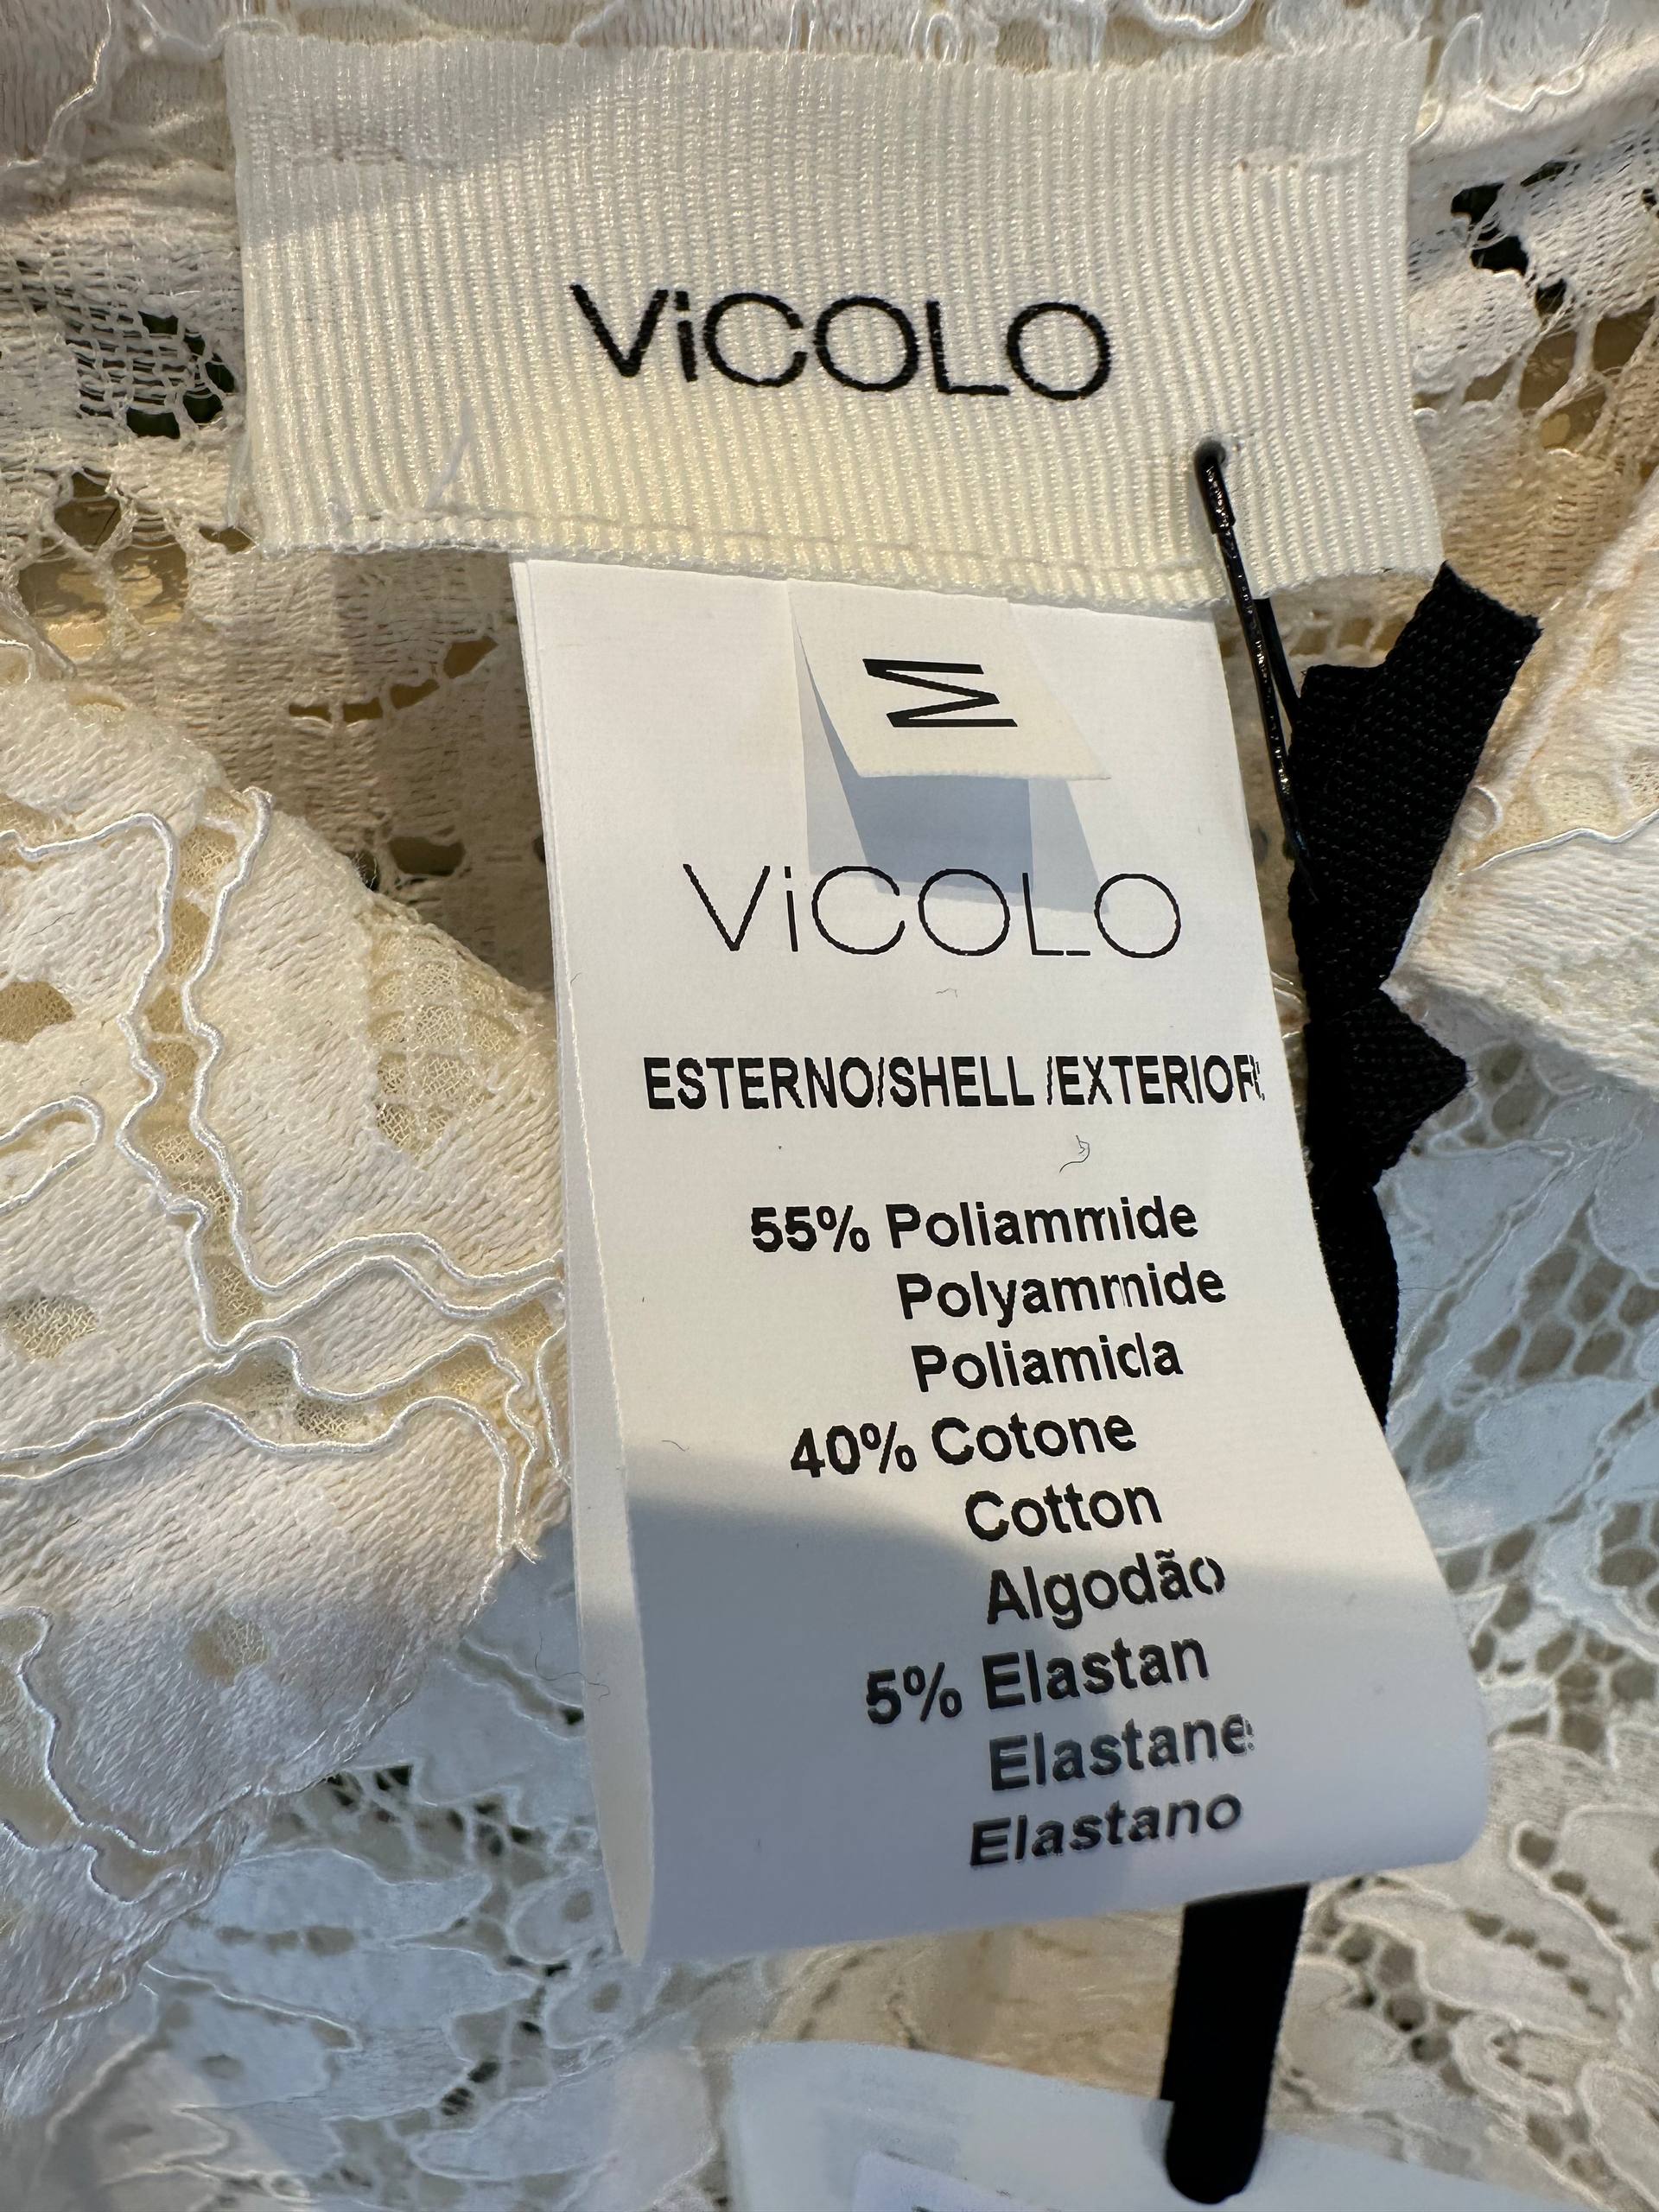 ViCOLO
M
ViCOLO
ESTERNO/SHELL /EXTERIOR
55% Poliammide
Polyammide
Poliamida
40% Cotone
Cotton
Algodão
5% Elastan
Elastane
Elastano